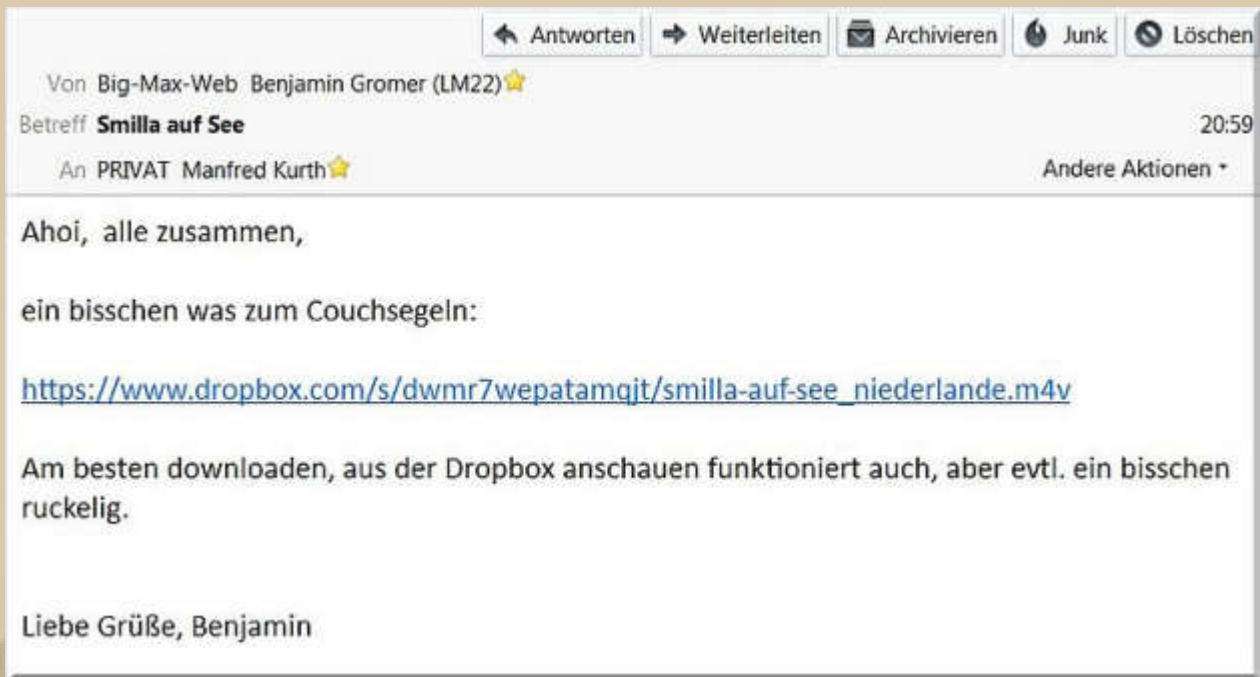 Antworten Weiterleiten Archivieren Junk Löschen
Von Big-Max-Web Benjamin Gromer (LM22)
Betreff Smilla auf See 20:59
An PRIVAT Manfred Kurth Andere Aktionen
Ahoi, alle zusammen,
ein bisschen was zum Couchsegeln:
https://www.dropbox.com/s/dwmr7wepatamqjt/smilla-auf-see_niederlande.m4v
Am besten downloaden, aus der Dropbox anschauen funktioniert auch, aber evtl. ein bisschen
ruckelig.
Liebe Grüße, Benjamin